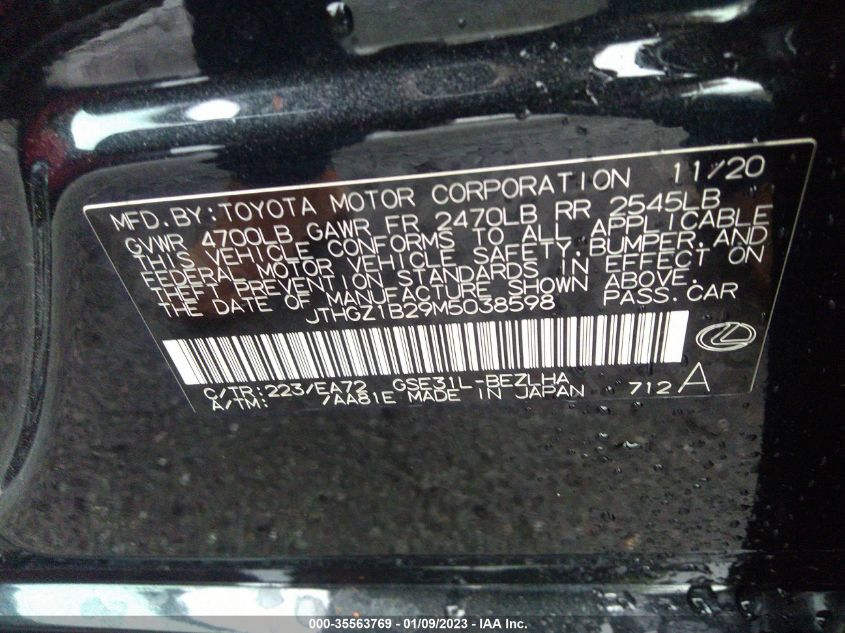 MFD.BY:TOYOTA MOTOR CORPORATION 11/20
GVWR 4700LB GAWR FR 2470LB RR 2545LB
THIS VEHICLE CONFORMS TO ALL APPLICABLE
FEDERAL MOTOR VEHICLE SAFETY,BUMPER,AND
THEFT PREVENTION STANDARDS IN EFFECT ON
THE DATE OF MANUFACTURE SHOWN ABOVE.
JTHGZ1B29M5038598 PASS.CAR
C/TR:223/EA72 GSE31L-BEZLHA
A/TM: 7AA81E MADE IN JAPAN 712A
000-35563769 - 01/09/2023 - IAA Inc.